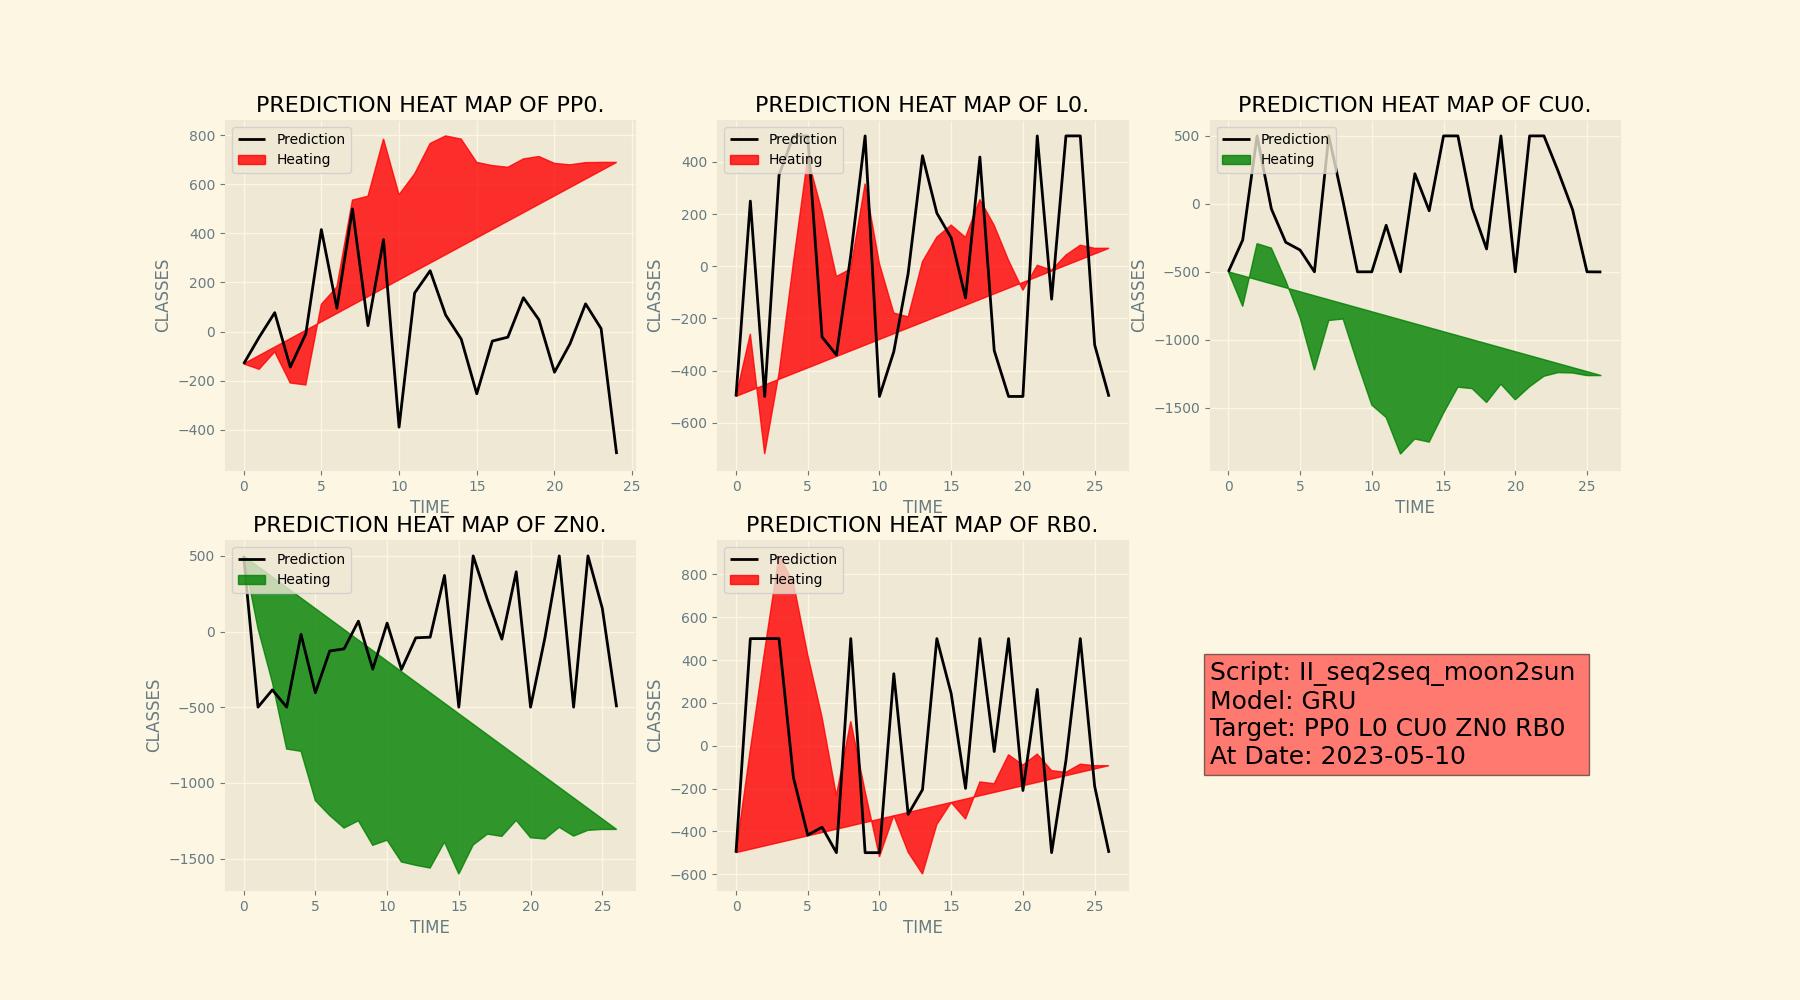 PREDICTION HEAT MAP OF PP0.
Prediction
Heating
CLASSES
800
600
400
200
0
−200
−400
0 5 10 15 20 25
TIME
PREDICTION HEAT MAP OF L0.
Prediction
Heating
CLASSES
400
200
0
−200
−400
−600
0 5 10 15 20 25
TIME
PREDICTION HEAT MAP OF CU0.
Prediction
Heating
CLASSES
500
0
−500
−1000
−1500
0 5 10 15 20 25
TIME
PREDICTION HEAT MAP OF ZN0.
Prediction
Heating
CLASSES
500
0
−500
−1000
−1500
0 5 10 15 20 25
TIME
PREDICTION HEAT MAP OF RB0.
Prediction
Heating
CLASSES
800
600
400
200
0
−200
−400
−600
0 5 10 15 20 25
TIME
Script: II_seq2seq_moon2sun
Model: GRU
Target: PP0 L0 CU0 ZN0 RB0
At Date: 2023-05-10